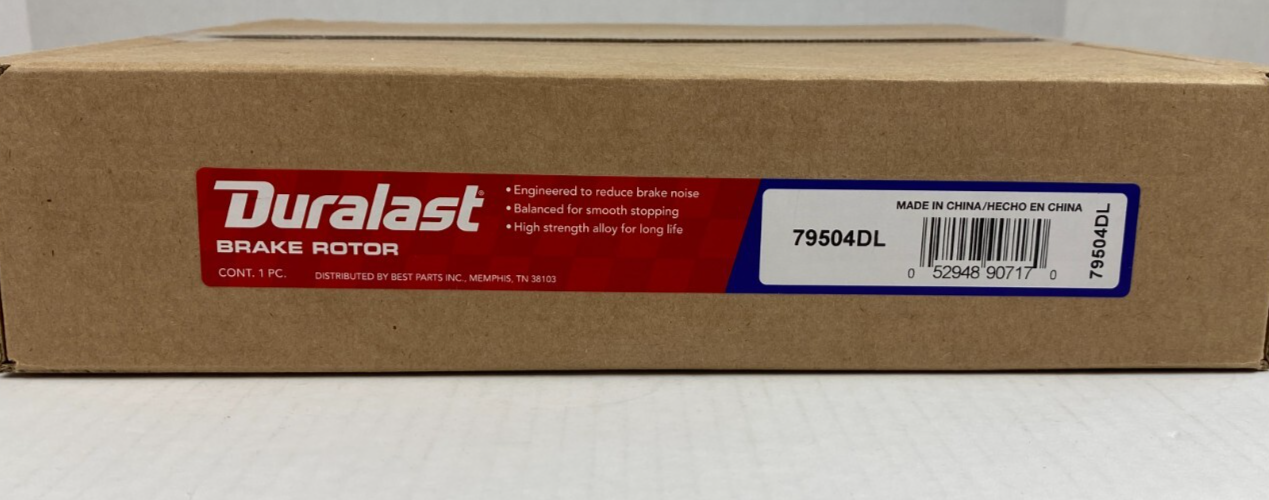 Duralast®
BRAKE ROTOR
CONT. 1 PC.
DISTRIBUTED BY BEST PARTS INC., MEMPHIS, TN 38103
• Engineered to reduce brake noise
• Balanced for smooth stopping
• High strength alloy for long life
MADE IN CHINA/HECHO EN CHINA
79504DL
0 52948 90717 0
79504DL